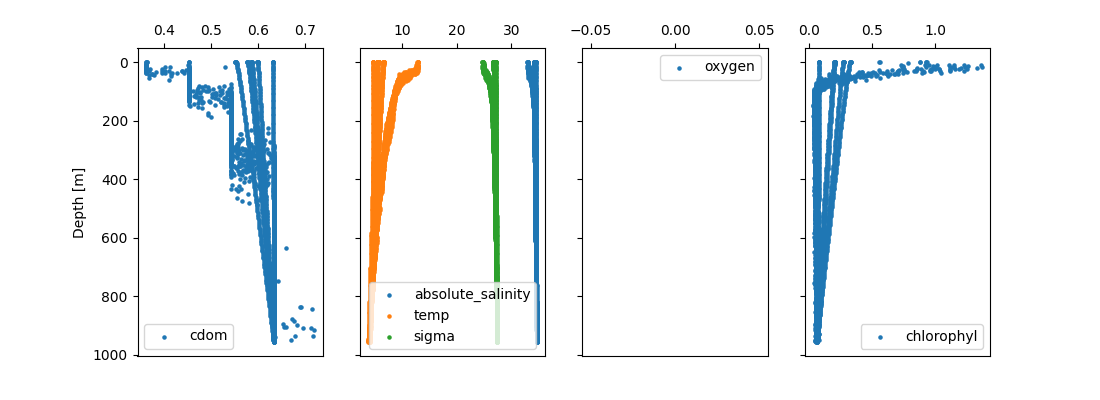 0.4 0.5 0.6 0.7
10 20 30
−0.05 0.00 0.05
0.0 0.5 1.0
0
200
400
600
800
1000
Depth [m]
cdom
absolute_salinity
temp
sigma
oxygen
chlorophyl